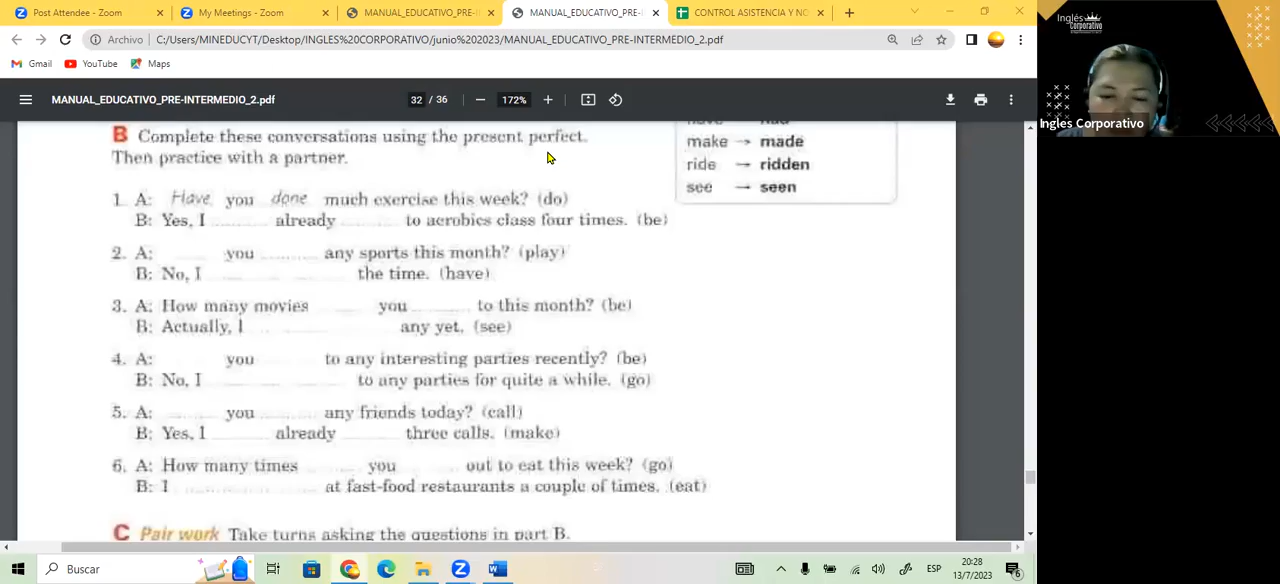 Post Attendee - Zoom
My Meetings - Zoom
MANUAL_EDUCATIVO_PRE-I
MANUAL_EDUCATIVO_PRE-
CONTROL ASISTENCIA Y NO
Archivo
C:/Users/MINEDUCYT/Desktop/INGLES%20CORPORATIVO/junio%202023/MANUAL_EDUCATIVO_PRE-INTERMEDIO_2.pdf
Gmail
YouTube
Maps
MANUAL_EDUCATIVO_PRE-INTERMEDIO_2.pdf
32 / 36
172%
B Complete these conversations using the present perfect.
Then practice with a partner.
make → made
ride → ridden
see → seen
1. A: Have you done much exercise this week? (do)
B: Yes, I ........ already ........ to aerobics class four times. (be)
2. A: ........ you ........ any sports this month? (play)
B: No, I ........ the time. (have)
3. A: How many movies ........ you ........ to this month? (be)
B: Actually, I ........ any yet. (see)
4. A: ........ you ........ to any interesting parties recently? (be)
B: No, I ........ to any parties for quite a while. (go)
5. A: ........ you ........ any friends today? (call)
B: Yes, I ........ already ........ three calls. (make)
6. A: How many times ........ you ........ out to eat this week? (go)
B: I ........ at fast-food restaurants a couple of times. (eat)
C Pair work Take turns asking the questions in part B.
Inglés
Corporativo
Ingles Corporativo
Buscar
ESP
20:28
13/7/2023
6